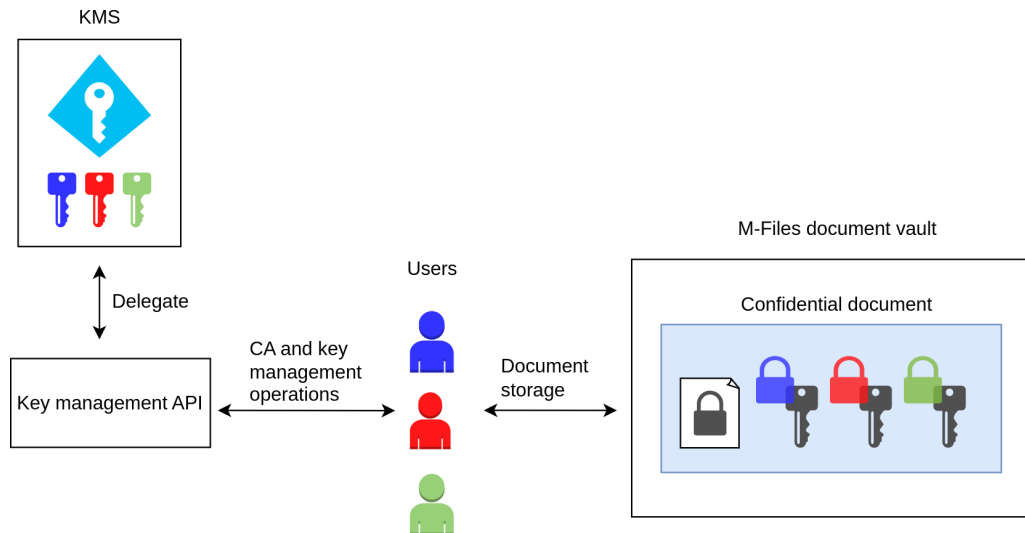 KMS
Delegate
Key management API
CA and key
management
operations
Users
Document
storage
M-Files document vault
Confidential document